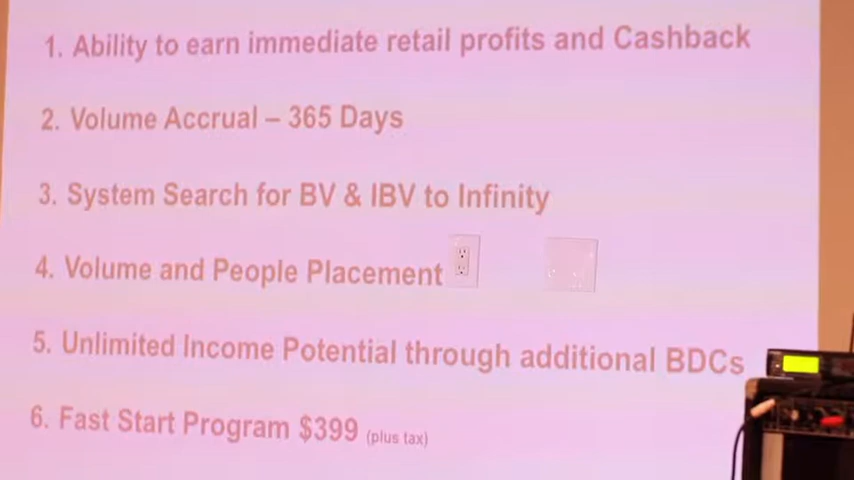 1. Ability to earn immediate retail profits and Cashback
2. Volume Accrual – 365 Days
3. System Search for BV & IBV to Infinity
4. Volume and People Placement
5. Unlimited Income Potential through additional BDCs
6. Fast Start Program $399 (plus tax)